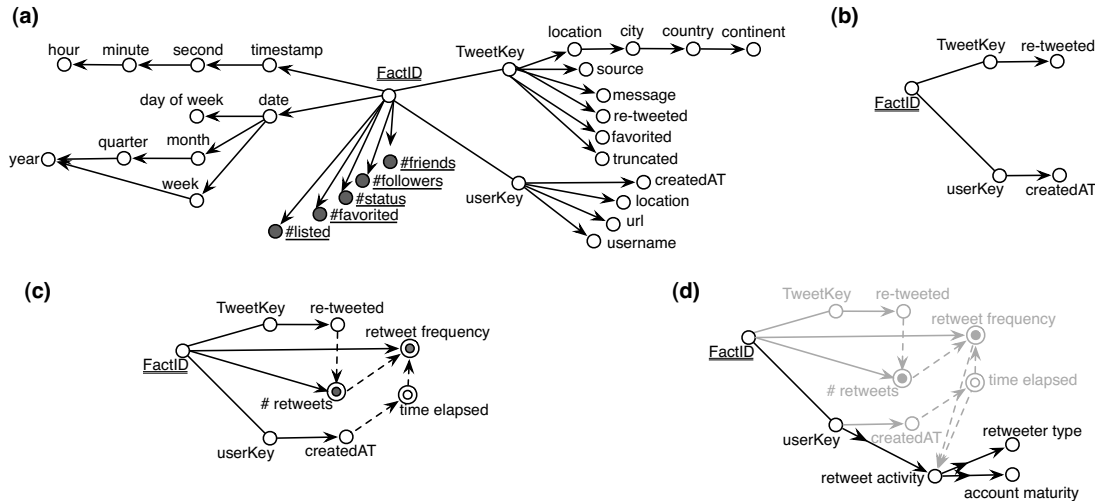 (a)
hour
minute
second
timestamp
day of week
date
year
quarter
month
week
FactID
#friends
#followers
#status
#favorited
#listed
TweetKey
location
city
country
continent
source
message
re-tweeted
favorited
truncated
userKey
createdAT
location
url
username
(b)
TweetKey
re-tweeted
FactID
userKey
createdAT
(c)
TweetKey
re-tweeted
retweet frequency
FactID
# retweets
time elapsed
userKey
createdAT
(d)
TweetKey
re-tweeted
retweet frequency
FactID
# retweets
time elapsed
userKey
createdAT
retweeter type
retweet activity
account maturity